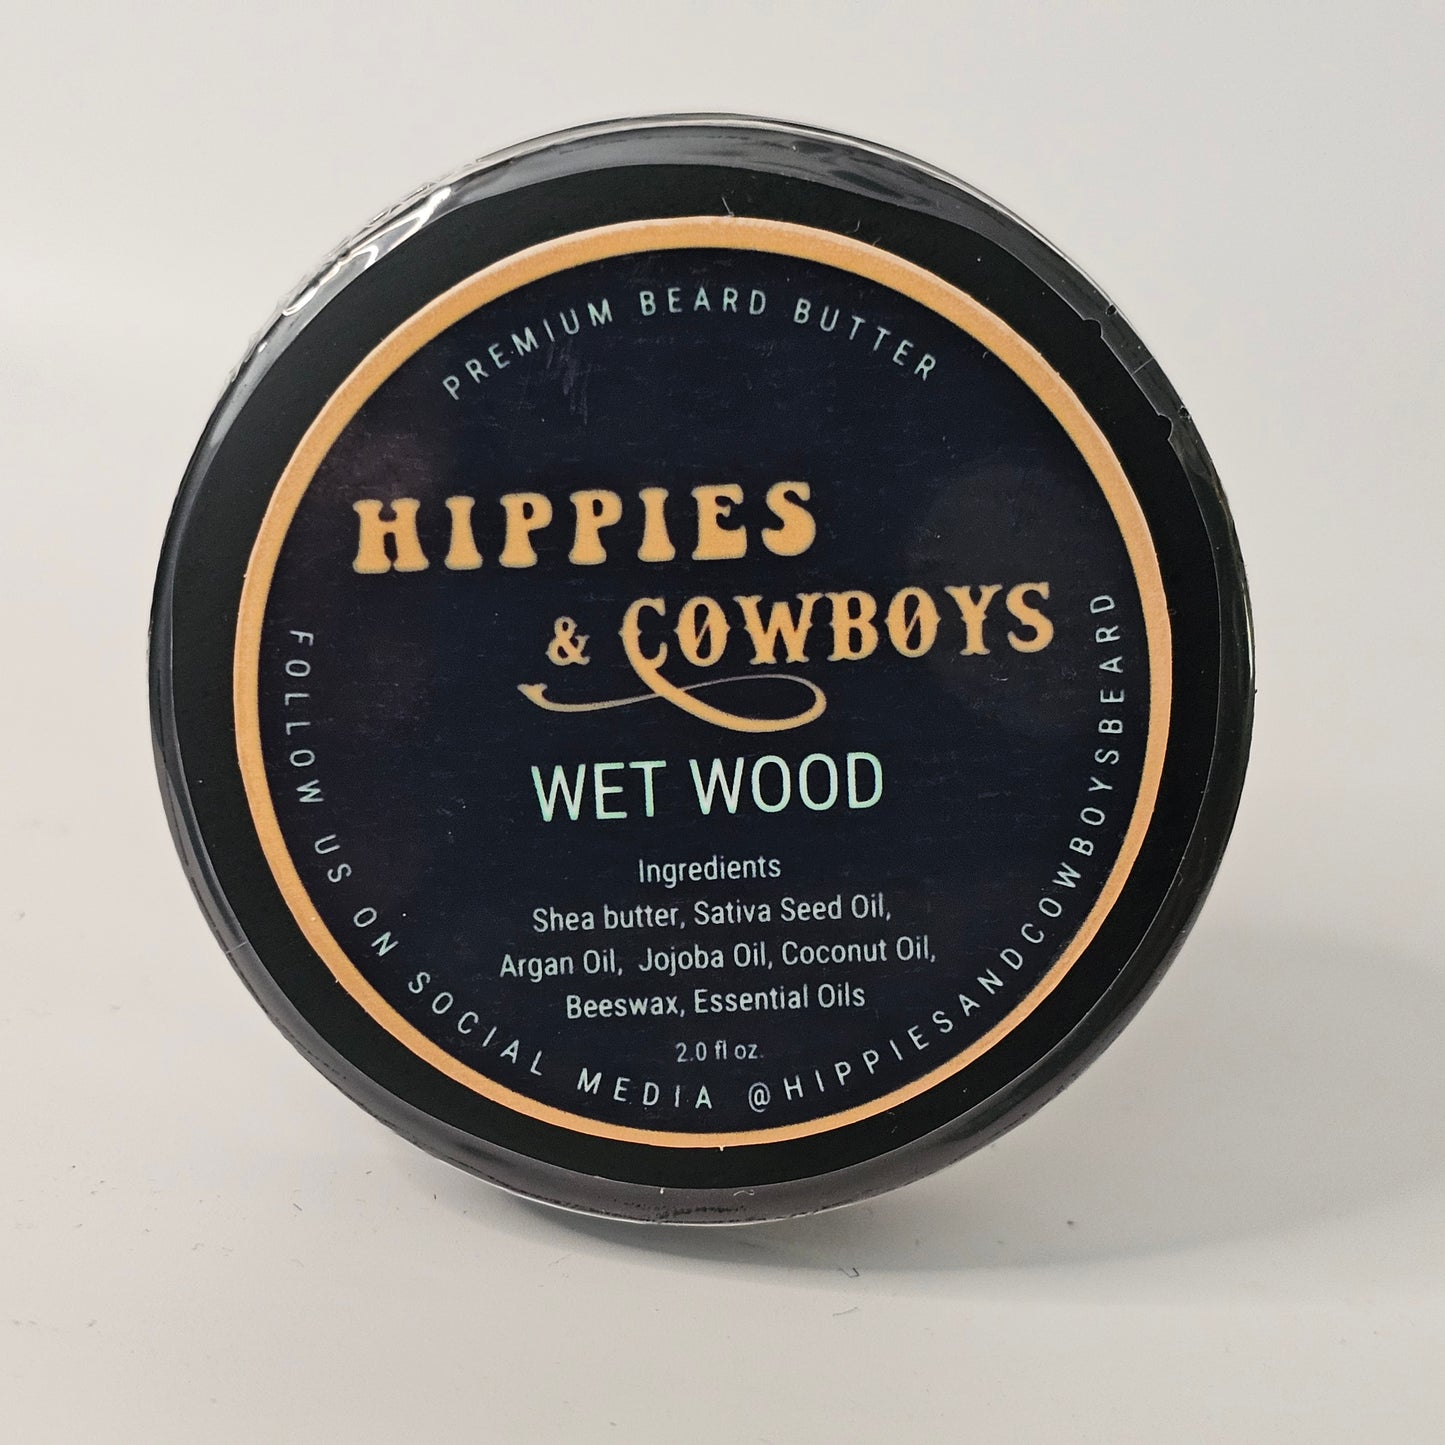 PREMIUM BEARD BUTTER
HIPPIES
& COWBOYS
WET WOOD
Ingredients
Shea butter, Sativa Seed Oil,
Argan Oil, Jojoba Oil, Coconut Oil,
Beeswax, Essential Oils
2.0 fl oz.
FOLLOW US ON SOCIAL MEDIA @HIPPIESANDCOWBOYSBEARD